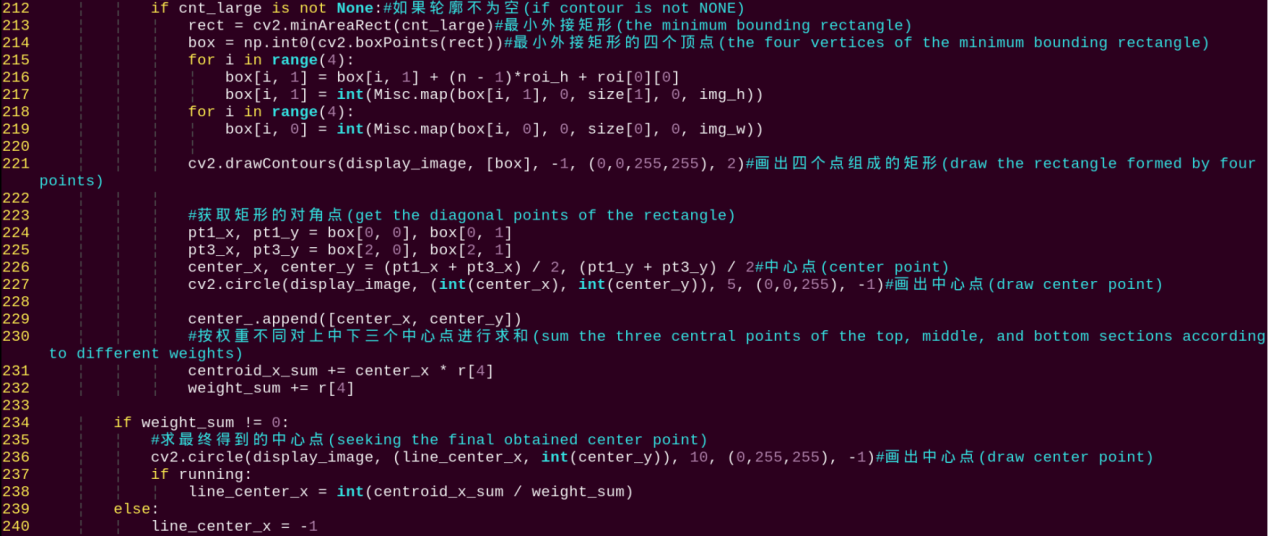 212             if cnt_large is not None:#如果轮廓不为空(if contour is not NONE)
213                 rect = cv2.minAreaRect(cnt_large)#最小外接矩形(the minimum bounding rectangle)
214                 box = np.int0(cv2.boxPoints(rect))#最小外接矩形的四个顶点(the four vertices of the minimum bounding rectangle)
215                 for i in range(4):
216                     box[i, 1] = box[i, 1] + (n - 1)*roi_h + roi[0][0]
217                     box[i, 1] = int(Misc.map(box[i, 1], 0, size[1], 0, img_h))
218                 for i in range(4):
219                     box[i, 0] = int(Misc.map(box[i, 0], 0, size[0], 0, img_w))
220
221                 cv2.drawContours(display_image, [box], -1, (0,0,255,255), 2)#画出四个点组成的矩形(draw the rectangle formed by four
points)
222
223                 #获取矩形的对角点(get the diagonal points of the rectangle)
224                 pt1_x, pt1_y = box[0, 0], box[0, 1]
225                 pt3_x, pt3_y = box[2, 0], box[2, 1]
226                 center_x, center_y = (pt1_x + pt3_x) / 2, (pt1_y + pt3_y) / 2#中心点(center point)
227                 cv2.circle(display_image, (int(center_x), int(center_y)), 5, (0,0,255), -1)#画出中心点(draw center point)
228
229                 center_.append([center_x, center_y])
230                 #按权重不同对上中下三个中心点进行求和(sum the three central points of the top, middle, and bottom sections according
to different weights)
231                 centroid_x_sum += center_x * r[4]
232                 weight_sum += r[4]
233
234         if weight_sum != 0:
235             #求最终得到的中心点(seeking the final obtained center point)
236             cv2.circle(display_image, (line_center_x, int(center_y)), 10, (0,255,255), -1)#画出中心点(draw center point)
237             if running:
238                 line_center_x = int(centroid_x_sum / weight_sum)
239         else:
240             line_center_x = -1